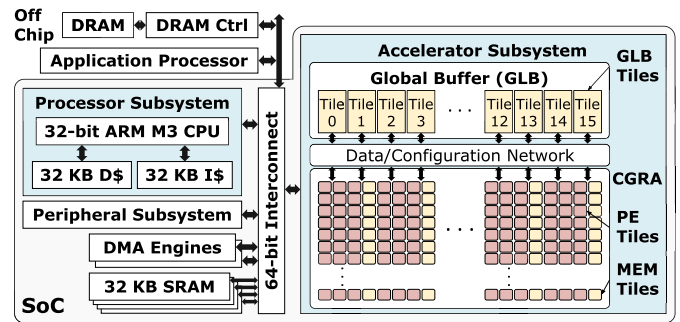 Off
Chip
DRAM
DRAM Ctrl
Application Processor
Processor Subsystem
32-bit ARM M3 CPU
32 KB D$
32 KB I$
Peripheral Subsystem
DMA Engines
32 KB SRAM
SoC
64-bit Interconnect
Accelerator Subsystem
Global Buffer (GLB)
Tile 0
Tile 1
Tile 2
Tile 3
. . .
Tile 12
Tile 13
Tile 14
Tile 15
Data/Configuration Network
. . .
GLB
Tiles
CGRA
PE
Tiles
MEM
Tiles